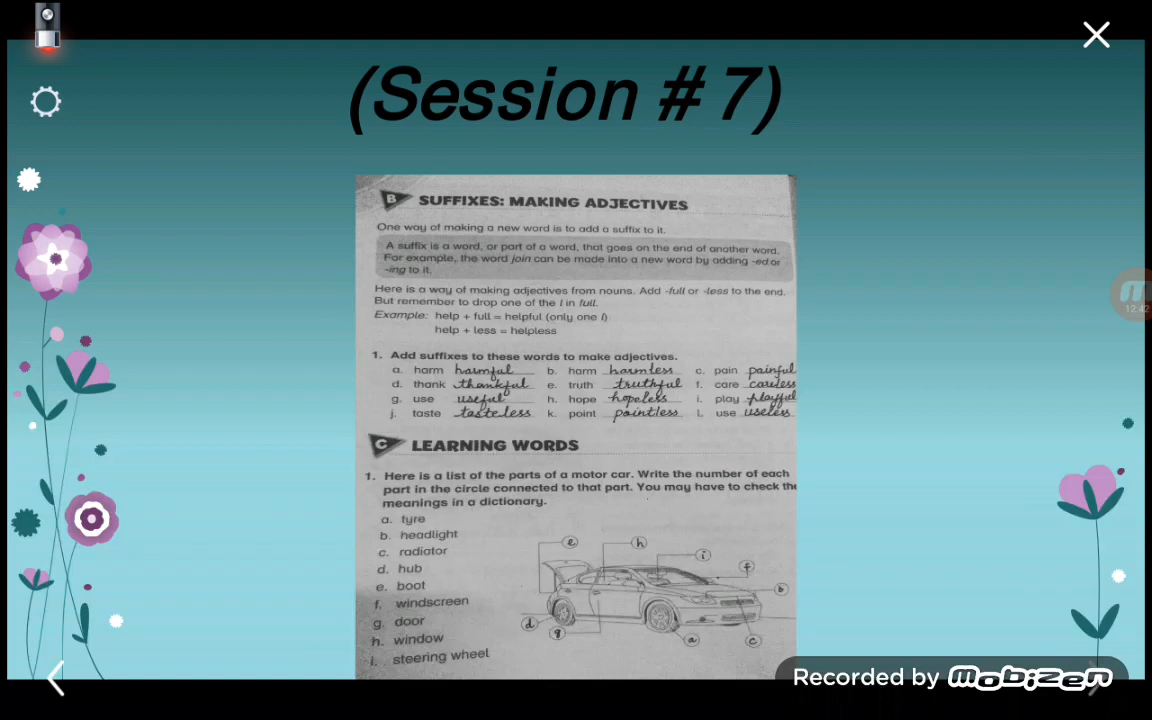 (Session # 7)
B SUFFIXES: MAKING ADJECTIVES
One way of making a new word is to add a suffix to it.
A suffix is a word, or part of a word, that goes on the end of another word.
For example, the word join can be made into a new word by adding -ed or
-ing to it.
Here is a way of making adjectives from nouns. Add -full or -less to the end.
But remember to drop one of the l in full.
Example: help + full = helpful (only one l)
help + less = helpless
1. Add suffixes to these words to make adjectives.
a. harm harmful b. harm harmless c. pain painful
d. thank thankful e. truth truthful f. care careless
g. use useful h. hope hopeless i. play playful
j. taste tasteless k. point pointless l. use useless
C LEARNING WORDS
1. Here is a list of the parts of a motor car. Write the number of each
part in the circle connected to that part. You may have to check the
meanings in a dictionary.
a. tyre
b. headlight
c. radiator
d. hub
e. boot
f. windscreen
g. door
h. window
i. steering wheel
e h i f b
d g a c
12:42
Recorded by mobizen